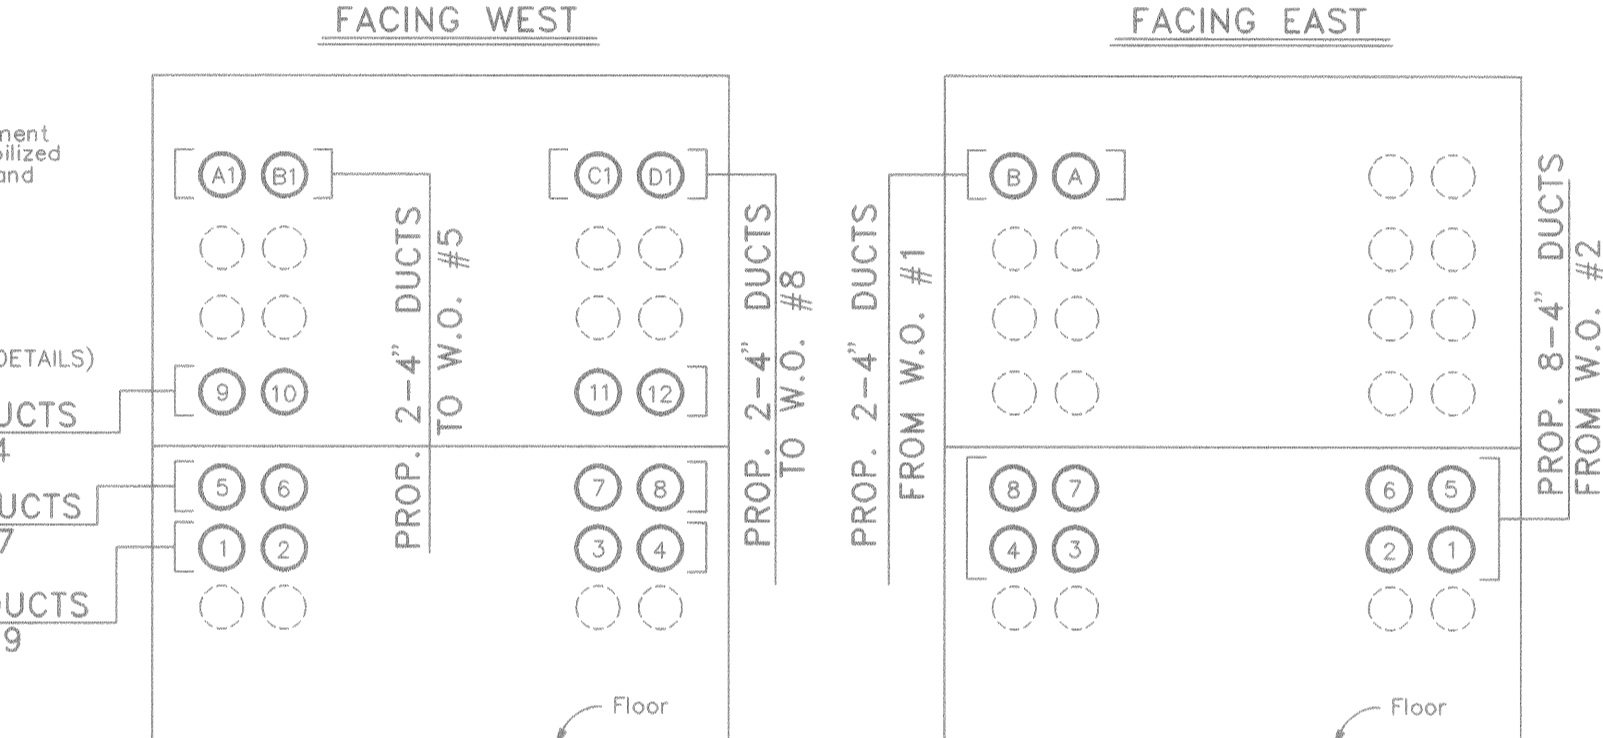 FACING WEST
FACING EAST
ment
bilized
and
A1 B1
C1 D1
B A
PROP. 2-4" DUCTS
TO W.O. #5
PROP. 2-4" DUCTS
TO W.O. #8
PROP. 2-4" DUCTS
FROM W.O. #1
PROP. 8-4" DUCTS
FROM W.O. #2
DETAILS)
UCTS
4
9 10
11 12
UCTS
7
5 6
7 8
8 7
6 5
DUCTS
9
1 2
3 4
4 3
2 1
Floor
Floor